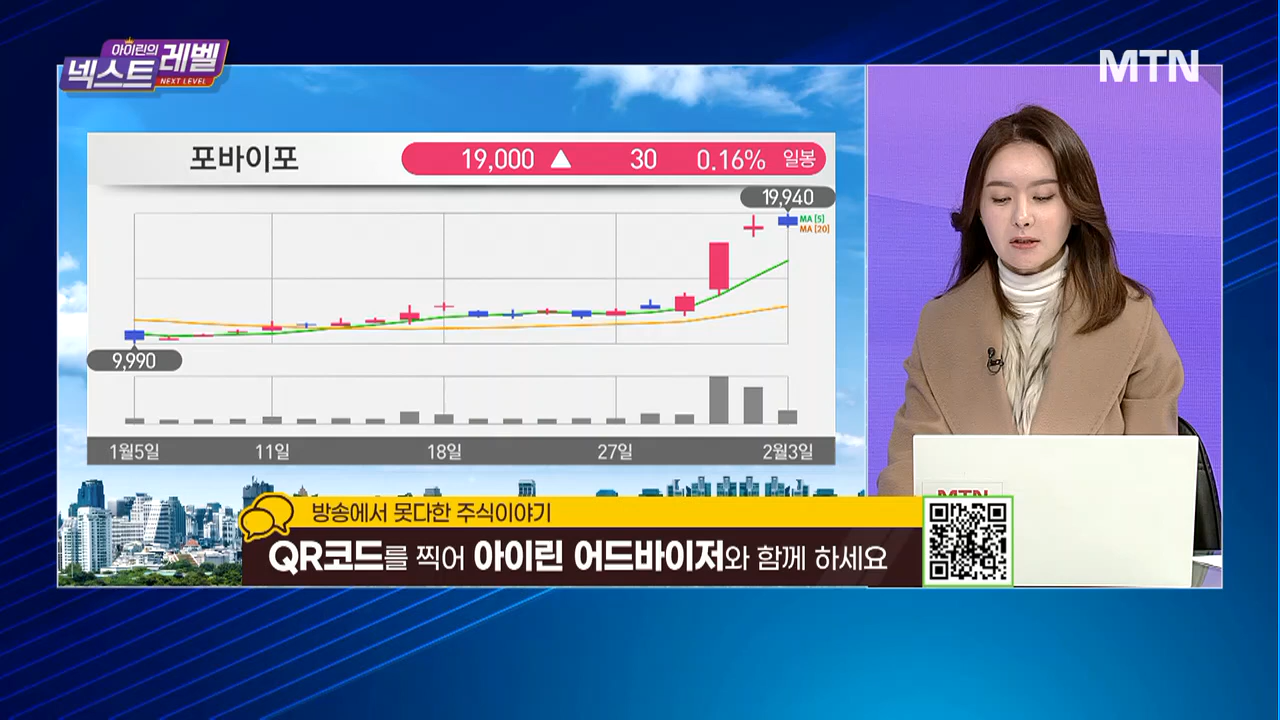 아이린의
넥스트레벨
NEXT LEVEL
MTN
포바이포
19,000 ▲ 30 0.16% 일봉
19,940
MA [5]
MA [20]
9,990
1월5일 11일 18일 27일 2월3일
MTN
방송에서 못다한 주식이야기
QR코드를 찍어 아이린 어드바이저와 함께 하세요